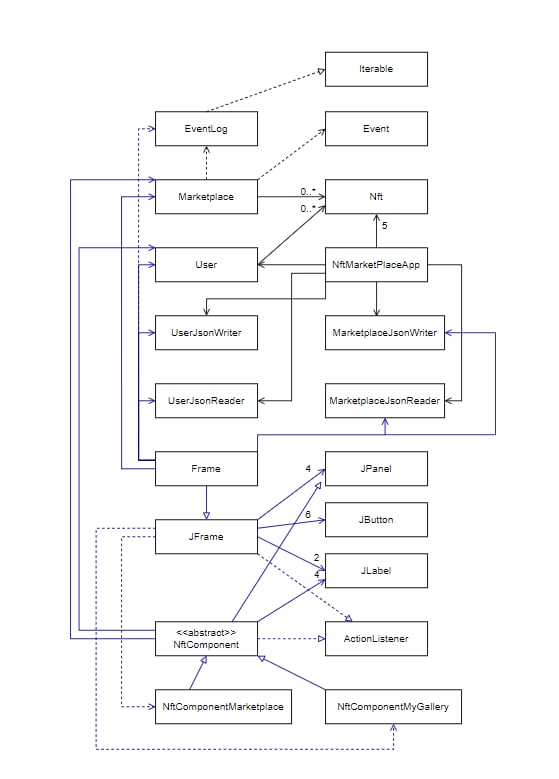 Iterable
EventLog
Event
Marketplace
0..*
Nft
0..*
5
User
NftMarketPlaceApp
UserJsonWriter
MarketplaceJsonWriter
UserJsonReader
MarketplaceJsonReader
Frame
4
JPanel
6
JButton
JFrame
2
JLabel
4
<<abstract>>
NftComponent
ActionListener
NftComponentMarketplace
NftComponentMyGallery